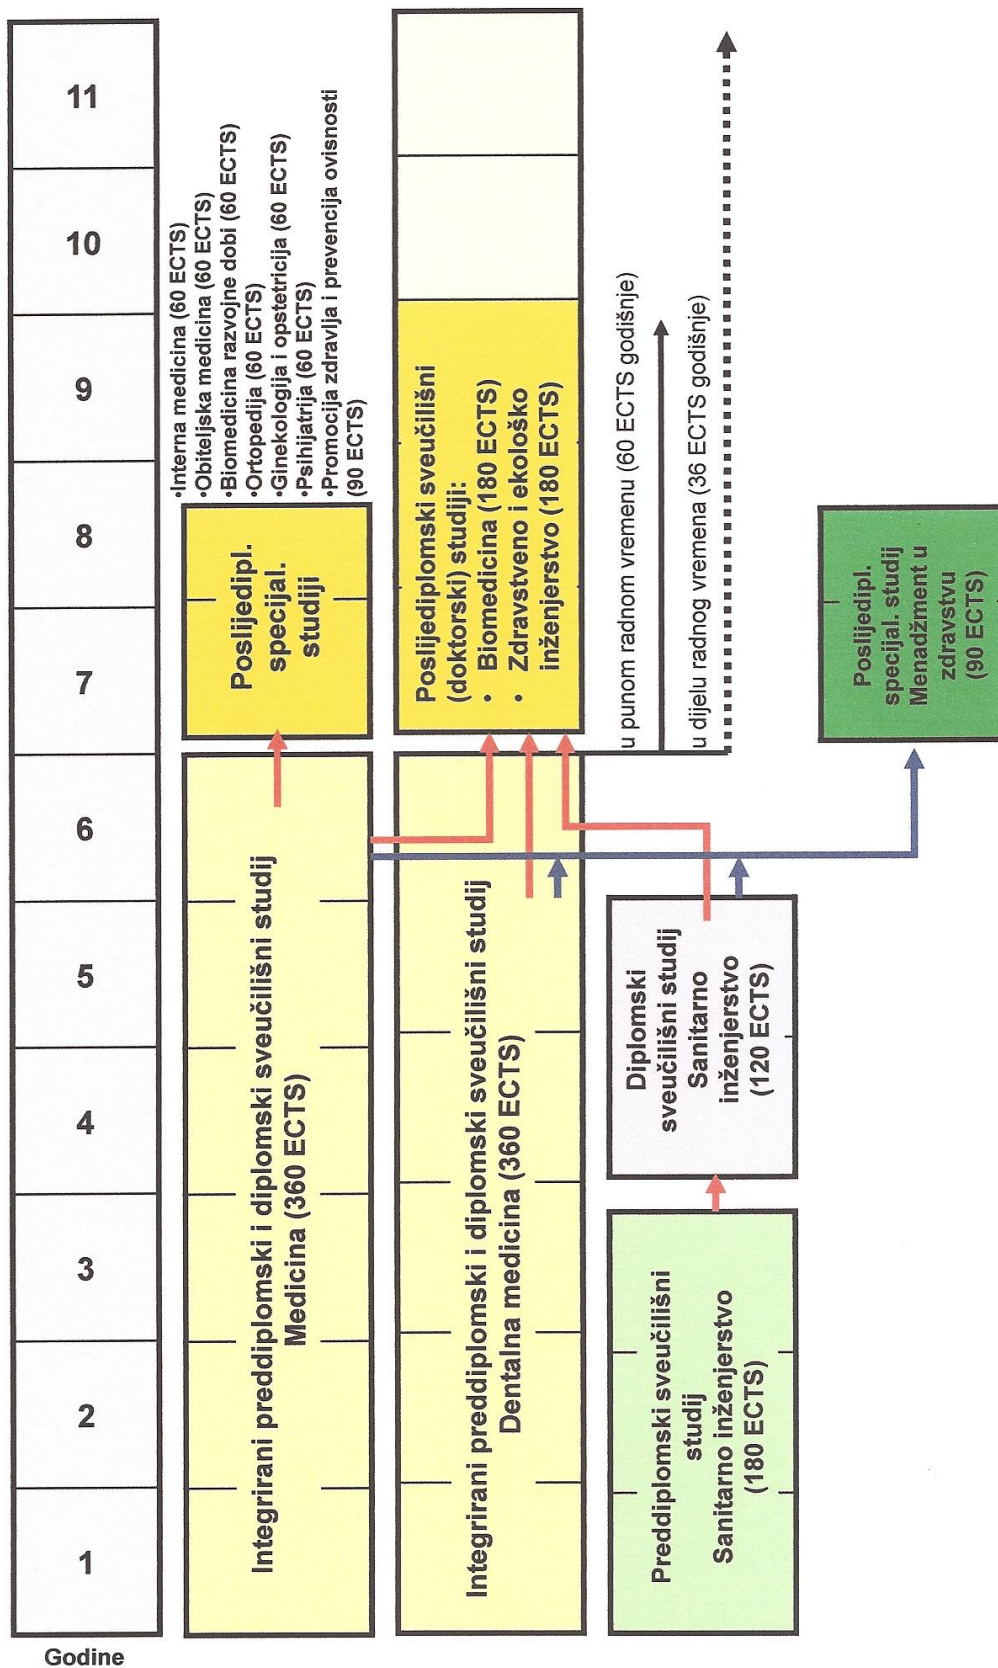 Godine
1
2
3
4
5
6
7
8
9
10
11
Integrirani preddiplomski i diplomski sveučilišni studij
Medicina (360 ECTS)
Poslijedipl.
specijal.
studiji
•Interna medicina (60 ECTS)
•Obiteljska medicina (60 ECTS)
•Biomedicina razvojne dobi (60 ECTS)
•Ortopedija (60 ECTS)
•Ginekologija i opstetricija (60 ECTS)
•Psihijatrija (60 ECTS)
•Promocija zdravlja i prevencija ovisnosti
(90 ECTS)
Integrirani preddiplomski i diplomski sveučilišni studij
Dentalna medicina (360 ECTS)
Poslijediplomski sveučilišni
(doktorski) studiji:
• Biomedicina (180 ECTS)
• Zdravstveno i ekološko
inženjerstvo (180 ECTS)
u punom radnom vremenu (60 ECTS godišnje)
u dijelu radnog vremena (36 ECTS godišnje)
Preddiplomski sveučilišni
studij
Sanitarno inženjerstvo
(180 ECTS)
Diplomski
sveučilišni studij
Sanitarno
inženjerstvo
(120 ECTS)
Poslijedipl.
specijal. studij
Menadžment u
zdravstvu
(90 ECTS)